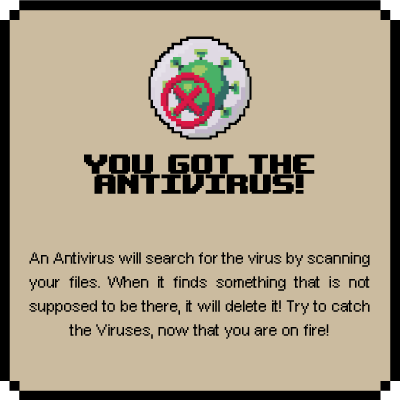 YOU GOT THE
ANTIVIRUS!
An Antivirus will search for the virus by scanning
your files. When it finds something that is not
supposed to be there, it will delete it! Try to catch
the Viruses, now that you are on fire!